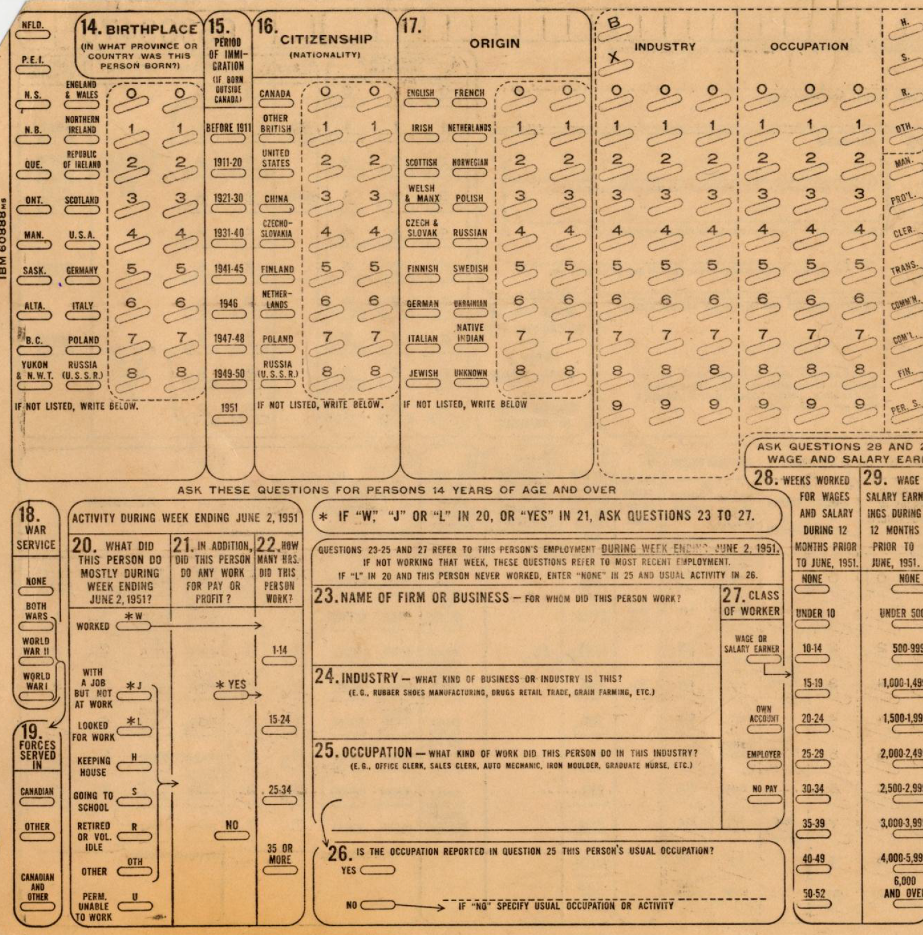 14. BIRTHPLACE
(IN WHAT PROVINCE OR
COUNTRY WAS THIS
PERSON BORN?)
NFLD.
P.E.I.
N.S.
N.B.
QUE.
ONT.
MAN.
SASK.
ALTA.
B.C.
YUKON
& N.W.T.
ENGLAND
& WALES
NORTHERN
IRELAND
REPUBLIC
OF IRELAND
SCOTLAND
U.S.A.
GERMANY
ITALY
POLAND
RUSSIA
(U.S.S.R.)
0 0
1 1
2 2
3 3
4 4
5 5
6 6
7 7
8 8
IF NOT LISTED, WRITE BELOW.
15.
PERIOD
OF IMMI-
GRATION
(IF BORN
OUTSIDE
CANADA)
BEFORE 1911
1911-20
1921-30
1931-40
1941-45
1946
1947-48
1949-50
1951
16.
CITIZENSHIP
(NATIONALITY)
CANADA
OTHER
BRITISH
UNITED
STATES
CHINA
CZECHO-
SLOVAKIA
FINLAND
NETHER-
LANDS
POLAND
RUSSIA
(U.S.S.R.)
0 0
1 1
2 2
3 3
4 4
5 5
6 6
7 7
8 8
IF NOT LISTED, WRITE BELOW.
17.
ORIGIN
ENGLISH FRENCH
IRISH NETHERLANDS
SCOTTISH NORWEGIAN
WELSH
& MANX POLISH
CZECH &
SLOVAK RUSSIAN
FINNISH SWEDISH
GERMAN UKRAINIAN
ITALIAN NATIVE
INDIAN
JEWISH UNKNOWN
0 0
1 1
2 2
3 3
4 4
5 5
6 6
7 7
8 8
IF NOT LISTED, WRITE BELOW
B
X
INDUSTRY OCCUPATION
0 0 0 0 0 0
1 1 1 1 1 1
2 2 2 2 2 2
3 3 3 3 3 3
4 4 4 4 4 4
5 5 5 5 5 5
6 6 6 6 6 6
7 7 7 7 7 7
8 8 8 8 8 8
9 9 9 9 9 9
H.
S.
R.
OTH.
MAN.
PRO'L.
CLER.
TRANS.
COMM'N.
COM'L.
FIN.
PER. S.
IBM 60888
ASK THESE QUESTIONS FOR PERSONS 14 YEARS OF AGE AND OVER
18.
WAR
SERVICE
NONE
BOTH
WARS
WORLD
WAR II
WORLD
WAR I
19.
FORCES
SERVED
IN
CANADIAN
OTHER
CANADIAN
AND
OTHER
ACTIVITY DURING WEEK ENDING JUNE 2, 1951
20. WHAT DID
THIS PERSON DO
MOSTLY DURING
WEEK ENDING
JUNE 2, 1951?
WORKED *W
WITH
A JOB
BUT NOT
AT WORK *J
LOOKED
FOR WORK *L
KEEPING
HOUSE H
GOING TO
SCHOOL S
RETIRED
OR VOL.
IDLE R
OTHER OTH
PERM.
UNABLE
TO WORK U
21. IN ADDITION,
DID THIS PERSON
DO ANY WORK
FOR PAY OR
PROFIT?
* YES
NO
22. HOW
MANY HRS.
DID THIS
PERSON
WORK?
1-14
15-24
25-34
35 OR
MORE
* IF "W," "J" OR "L" IN 20, OR "YES" IN 21, ASK QUESTIONS 23 TO 27.
QUESTIONS 23-25 AND 27 REFER TO THIS PERSON'S EMPLOYMENT DURING WEEK ENDING JUNE 2, 1951.
IF NOT WORKING THAT WEEK, THESE QUESTIONS REFER TO MOST RECENT EMPLOYMENT.
IF "L" IN 20 AND THIS PERSON NEVER WORKED, ENTER "NONE" IN 25 AND USUAL ACTIVITY IN 26.
23. NAME OF FIRM OR BUSINESS — FOR WHOM DID THIS PERSON WORK?
24. INDUSTRY — WHAT KIND OF BUSINESS OR INDUSTRY IS THIS?
(E.G., RUBBER SHOES MANUFACTURING, DRUGS RETAIL TRADE, GRAIN FARMING, ETC.)
25. OCCUPATION — WHAT KIND OF WORK DID THIS PERSON DO IN THIS INDUSTRY?
(E.G., OFFICE CLERK, SALES CLERK, AUTO MECHANIC, IRON MOULDER, GRADUATE NURSE, ETC.)
27. CLASS
OF WORKER
WAGE OR
SALARY EARNER
OWN
ACCOUNT
EMPLOYER
NO PAY
26. IS THE OCCUPATION REPORTED IN QUESTION 25 THIS PERSON'S USUAL OCCUPATION?
YES
NO
IF "NO" SPECIFY USUAL OCCUPATION OR ACTIVITY
ASK QUESTIONS 28 AND 2
WAGE AND SALARY EAR
28. WEEKS WORKED
FOR WAGES
AND SALARY
DURING 12
MONTHS PRIOR
TO JUNE, 1951.
NONE
UNDER 10
10-14
15-19
20-24
25-29
30-34
35-39
40-49
50-52
29. WAGE
SALARY EARN
INGS DURING
12 MONTHS
PRIOR TO
JUNE, 1951.
NONE
UNDER 500
500-999
1,000-1,49
1,500-1,99
2,000-2,49
2,500-2,99
3,000-3,99
4,000-5,99
6,000
AND OVE